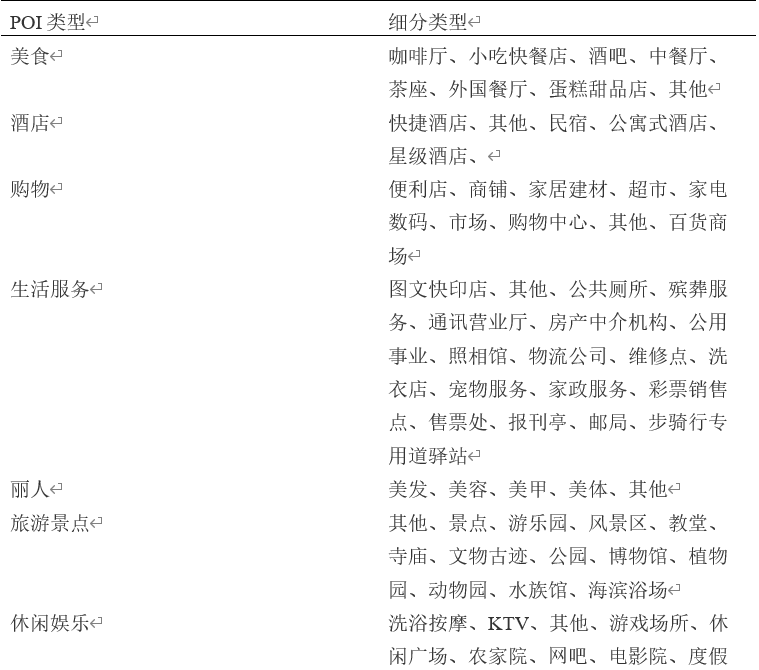 POI 类型 细分类型
美食 咖啡厅、小吃快餐店、酒吧、中餐厅、
茶座、外国餐厅、蛋糕甜品店、其他
酒店 快捷酒店、其他、民宿、公寓式酒店、
星级酒店、
购物 便利店、商铺、家居建材、超市、家电
数码、市场、购物中心、其他、百货商
场
生活服务 图文快印店、其他、公共厕所、殡葬服
务、通讯营业厅、房产中介机构、公用
事业、照相馆、物流公司、维修点、洗
衣店、宠物服务、家政服务、彩票销售
点、售票处、报刊亭、邮局、步骑行专
用道驿站
丽人 美发、美容、美甲、美体、其他
旅游景点 其他、景点、游乐园、风景区、教堂、
寺庙、文物古迹、公园、博物馆、植物
园、动物园、水族馆、海滨浴场
休闲娱乐 洗浴按摩、KTV、其他、游戏场所、休
闲广场、农家院、网吧、电影院、度假